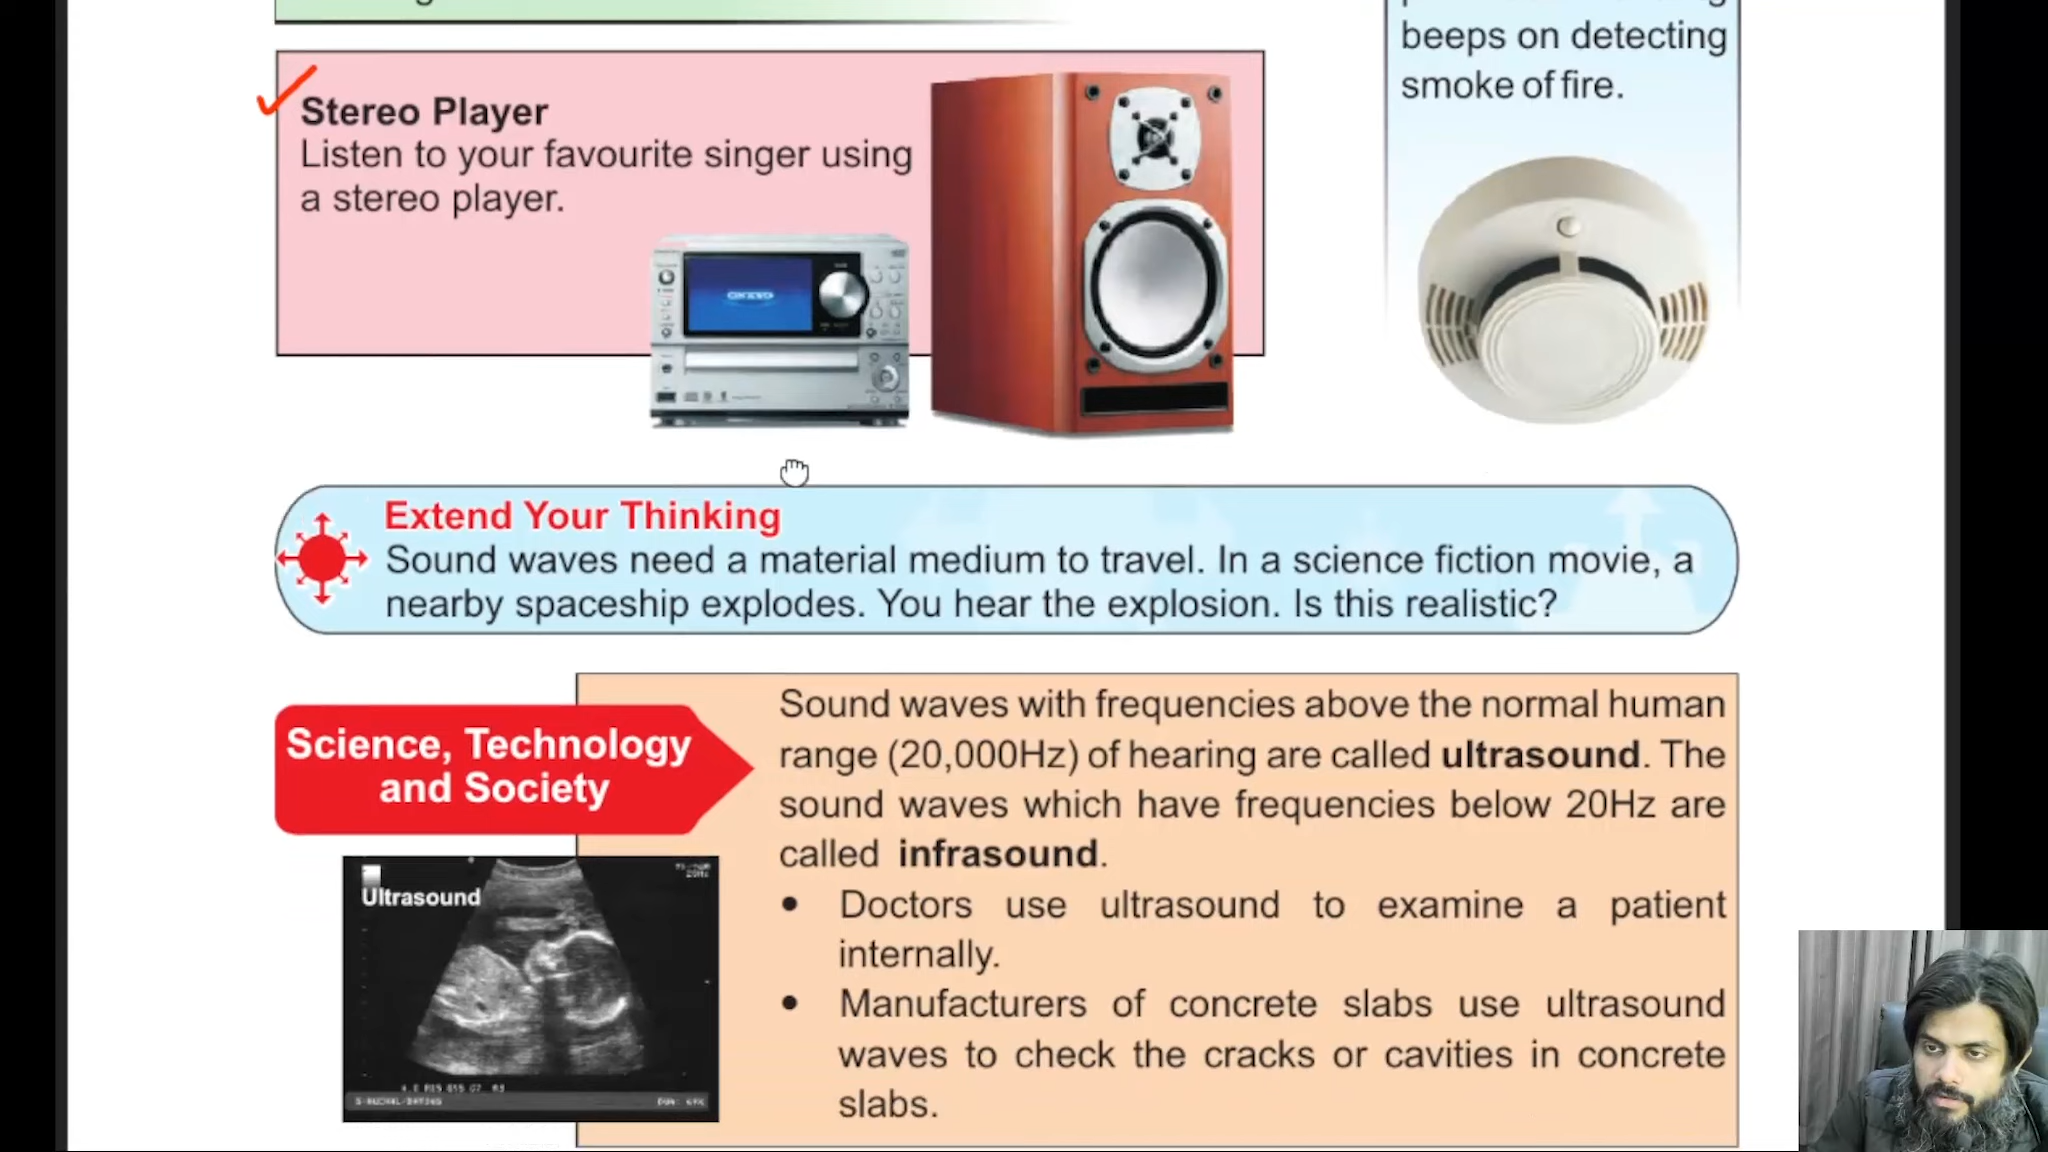 beeps on detecting
smoke of fire.
Stereo Player
Listen to your favourite singer using
a stereo player.
ONKYO
Extend Your Thinking
Sound waves need a material medium to travel. In a science fiction movie, a
nearby spaceship explodes. You hear the explosion. Is this realistic?
Science, Technology
and Society
Sound waves with frequencies above the normal human
range (20,000Hz) of hearing are called ultrasound. The
sound waves which have frequencies below 20Hz are
called infrasound.
• Doctors use ultrasound to examine a patient
internally.
• Manufacturers of concrete slabs use ultrasound
waves to check the cracks or cavities in concrete
slabs.
Ultrasound